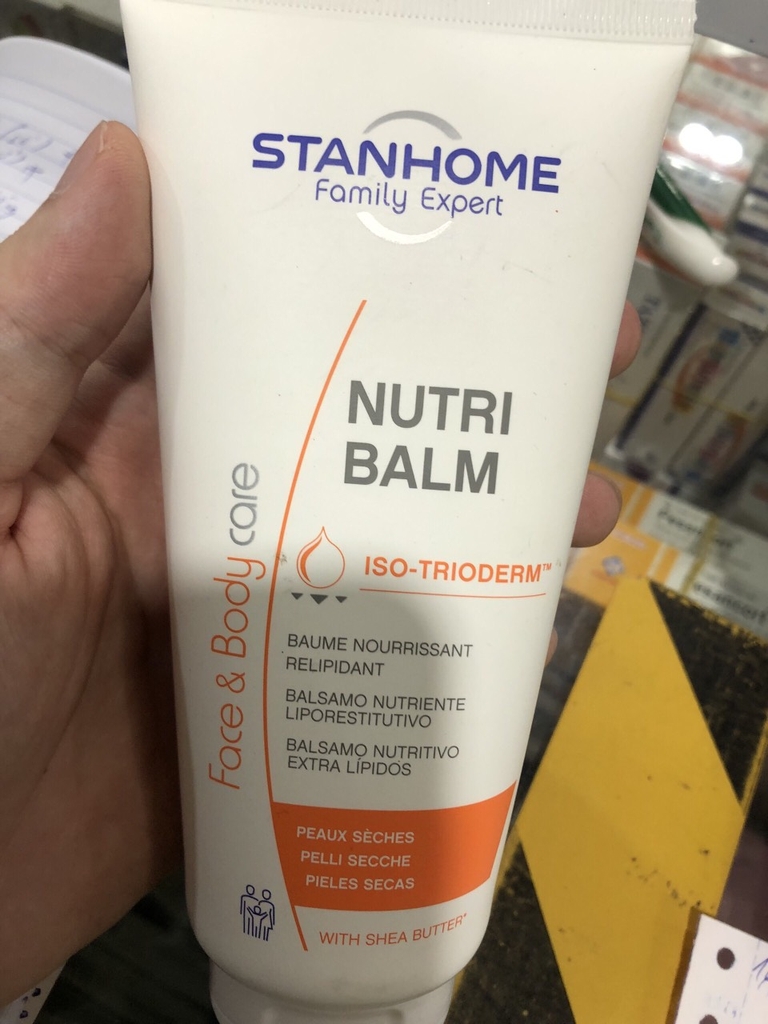 STANHOME
Family Expert
NUTRI
BALM
Face & Body care
ISO-TRIODERM™
BAUME NOURRISSANT
RELIPIDANT
BALSAMO NUTRIENTE
LIPORESTITUTIVO
BALSAMO NUTRITIVO
EXTRA LÍPIDOS
PEAUX SÈCHES
PELLI SECCHE
PIELES SECAS
WITH SHEA BUTTER*